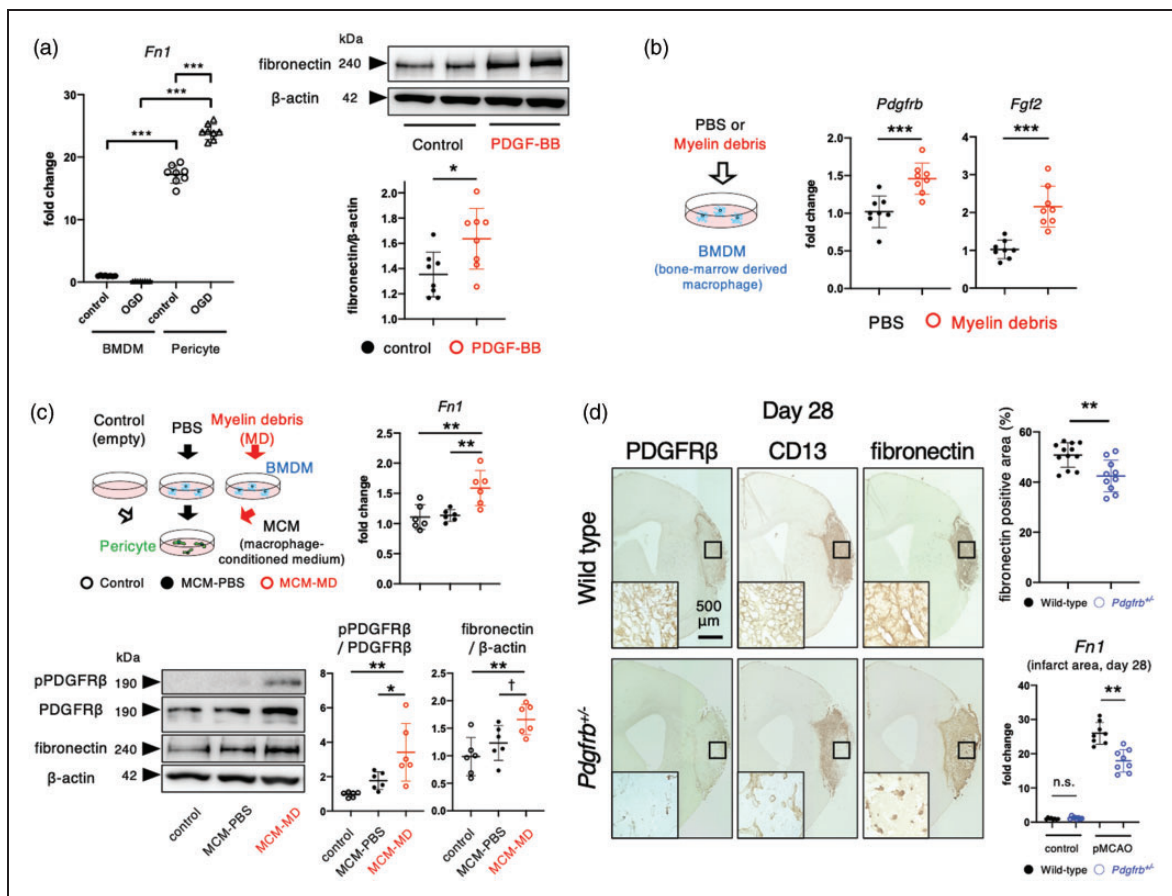 (a)
Fn1
***
***
***
fold change
30
20
10
0
control
OGD
control
OGD
BMDM
Pericyte
kDa
fibronectin 240
β-actin 42
Control
PDGF-BB
*
fibronectin/β-actin
2.2
2.0
1.8
1.6
1.4
1.2
1.0
control PDGF-BB
(b)
PBS or
Myelin debris
BMDM
(bone-marrow derived
macrophage)
Pdgfrb
***
fold change
2.0
1.5
1.0
0.5
0
Fgf2
***
4
3
2
1
0
PBS Myelin debris
(c)
Control
(empty)
PBS
Myelin debris
(MD)
BMDM
Pericyte
MCM
(macrophage-
conditioned medium)
Control MCM-PBS MCM-MD
Fn1
**
**
fold change
2.5
2.0
1.5
1.0
0.5
0
kDa
pPDGFRβ 190
PDGFRβ 190
fibronectin 240
β-actin 42
control
MCM-PBS
MCM-MD
pPDGFRβ
/ PDGFRβ
**
*
8
6
4
2
0
control
MCM-PBS
MCM-MD
fibronectin
/ β-actin
**
†
2.5
2.0
1.5
1.0
0.5
0
control
MCM-PBS
MCM-MD
(d)
Day 28
PDGFRβ CD13 fibronectin
Wild type
500
μm
Pdgfrb+/-
fibronectin positive area (%)
**
60
40
20
0
Wild-type Pdgfrb+/-
Fn1
(infarct area, day 28)
**
n.s.
fold change
40
30
20
10
0
control pMCAO
Wild-type Pdgfrb+/-